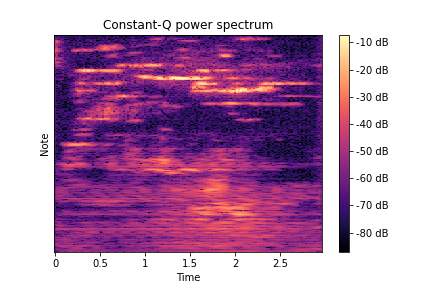 Constant-Q power spectrum
Note
-10 dB
-20 dB
-30 dB
-40 dB
-50 dB
-60 dB
-70 dB
-80 dB
0 0.5 1 1.5 2 2.5
Time